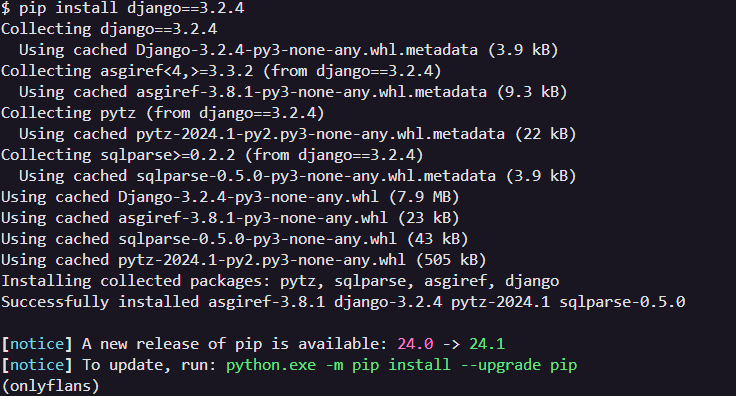 $ pip install django==3.2.4
Collecting django==3.2.4
  Using cached Django-3.2.4-py3-none-any.whl.metadata (3.9 kB)
Collecting asgiref<4,>=3.3.2 (from django==3.2.4)
  Using cached asgiref-3.8.1-py3-none-any.whl.metadata (9.3 kB)
Collecting pytz (from django==3.2.4)
  Using cached pytz-2024.1-py2.py3-none-any.whl.metadata (22 kB)
Collecting sqlparse>=0.2.2 (from django==3.2.4)
  Using cached sqlparse-0.5.0-py3-none-any.whl.metadata (3.9 kB)
Using cached Django-3.2.4-py3-none-any.whl (7.9 MB)
Using cached asgiref-3.8.1-py3-none-any.whl (23 kB)
Using cached sqlparse-0.5.0-py3-none-any.whl (43 kB)
Using cached pytz-2024.1-py2.py3-none-any.whl (505 kB)
Installing collected packages: pytz, sqlparse, asgiref, django
Successfully installed asgiref-3.8.1 django-3.2.4 pytz-2024.1 sqlparse-0.5.0

[notice] A new release of pip is available: 24.0 -> 24.1
[notice] To update, run: python.exe -m pip install --upgrade pip
(onlyflans)